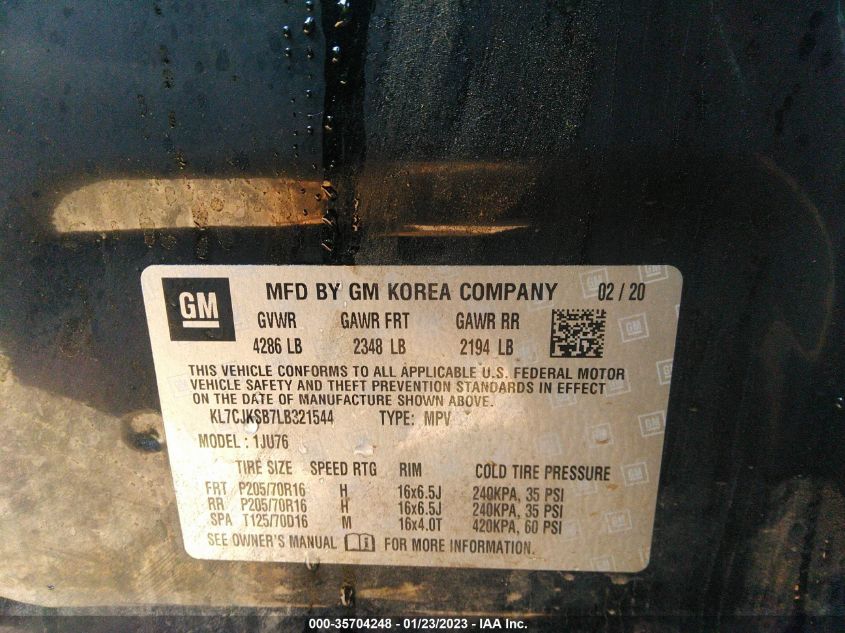 GM MFD BY GM KOREA COMPANY 02 / 20
GVWR GAWR FRT GAWR RR
4286 LB 2348 LB 2194 LB
THIS VEHICLE CONFORMS TO ALL APPLICABLE U.S. FEDERAL MOTOR
VEHICLE SAFETY AND THEFT PREVENTION STANDARDS IN EFFECT
ON THE DATE OF MANUFACTURE SHOWN ABOVE.
KL7CJKSB7LB321544 TYPE: MPV
MODEL : 1JU76
TIRE SIZE SPEED RTG RIM COLD TIRE PRESSURE
FRT P205/70R16 H 16x6.5J 240KPA, 35 PSI
RR P205/70R16 H 16x6.5J 240KPA, 35 PSI
SPA T125/70D16 M 16x4.0T 420KPA, 60 PSI
SEE OWNER'S MANUAL FOR MORE INFORMATION.
000-35704248 - 01/23/2023 - IAA Inc.